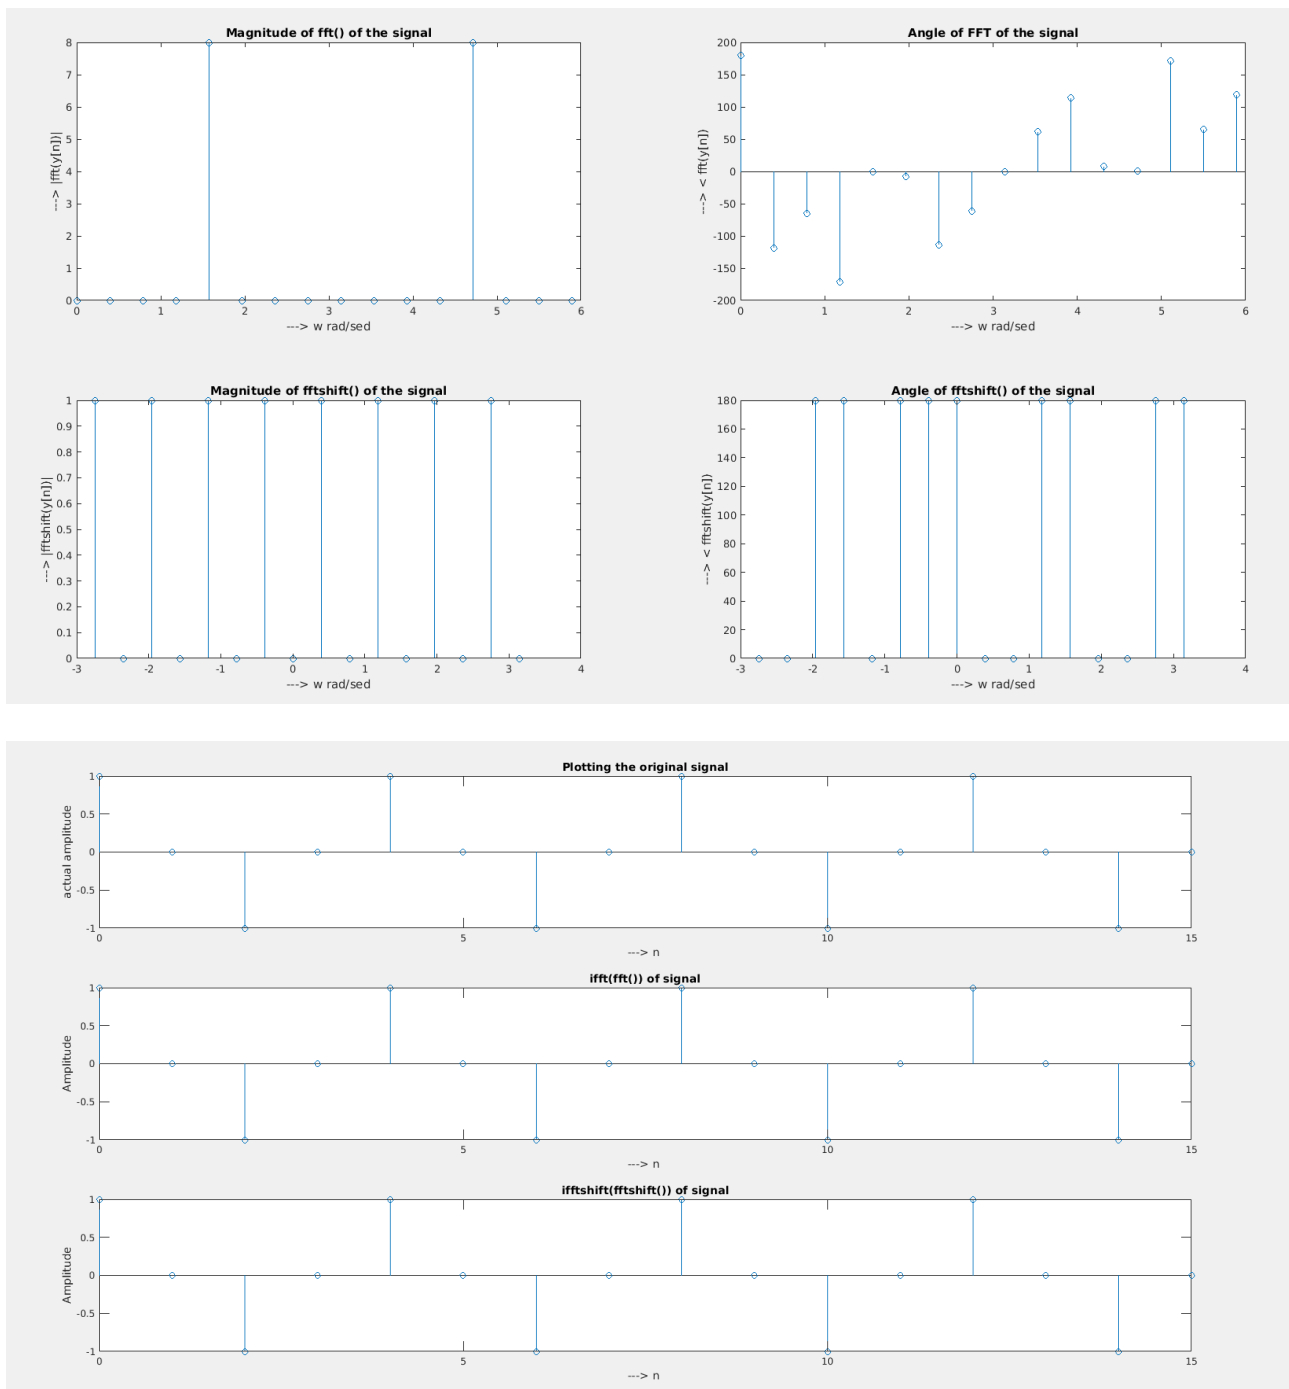 Magnitude of fft() of the signal
8
7
6
5
4
3
2
1
0
---> |fft(y[n])|
0 1 2 3 4 5 6
---> w rad/sed
Angle of FFT of the signal
200
150
100
50
0
-50
-100
-150
-200
---> < fft(y[n])
0 1 2 3 4 5 6
---> w rad/sed
Magnitude of fftshift() of the signal
1
0.9
0.8
0.7
0.6
0.5
0.4
0.3
0.2
0.1
0
---> |fftshift(y[n])|
-3 -2 -1 0 1 2 3 4
---> w rad/sed
Angle of fftshift() of the signal
180
160
140
120
100
80
60
40
20
0
---> < fftshift(y[n])
-3 -2 -1 0 1 2 3 4
---> w rad/sed
Plotting the original signal
1
0.5
0
-0.5
-1
actual amplitude
0 5 10 15
---> n
ifft(fft()) of signal
1
0.5
0
-0.5
-1
Amplitude
0 5 10 15
---> n
ifftshift(fftshift()) of signal
1
0.5
0
-0.5
-1
Amplitude
0 5 10 15
---> n